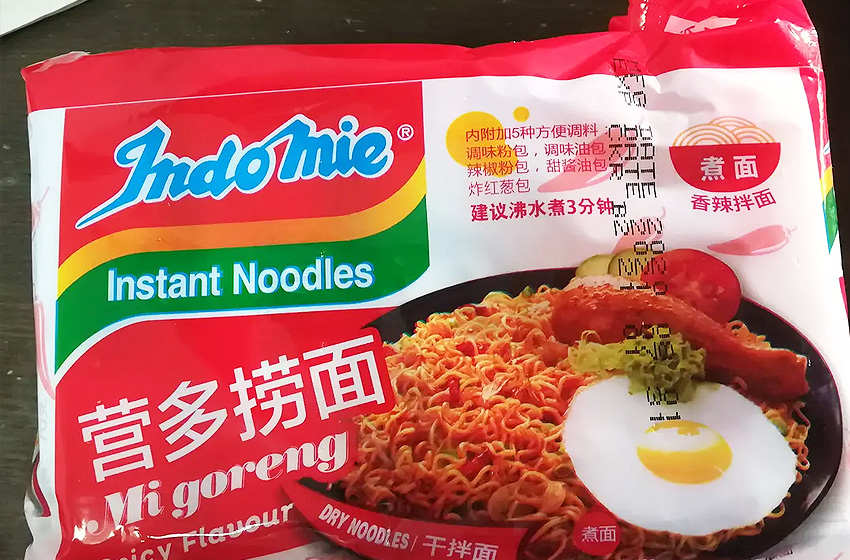 Indomie®
Instant Noodles
营多捞面
Mi goreng
Spicy Flavour
内附加5种方便调料：
调味粉包，调味油包
辣椒粉包，甜酱油包
炸红葱包
建议沸水煮3分钟
煮面
香辣拌面
DRY NOODLES / 干拌面
煮面